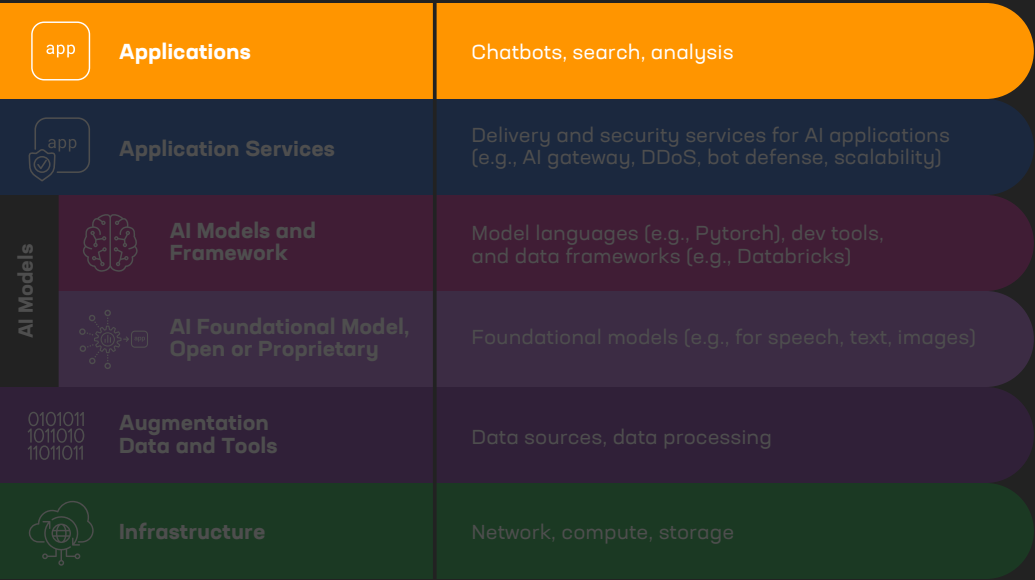 app
Applications
Chatbots, search, analysis
app
Application Services
Delivery and security services for AI applications
(e.g., AI gateway, DDoS, bot defense, scalability)
AI Models
AI Models and
Framework
Model languages (e.g., Pytorch), dev tools,
and data frameworks (e.g., Databricks)
app
AI Foundational Model,
Open or Proprietary
Foundational models (e.g., for speech, text, images)
0101011
1011010
11011011
Augmentation
Data and Tools
Data sources, data processing
Infrastructure
Network, compute, storage